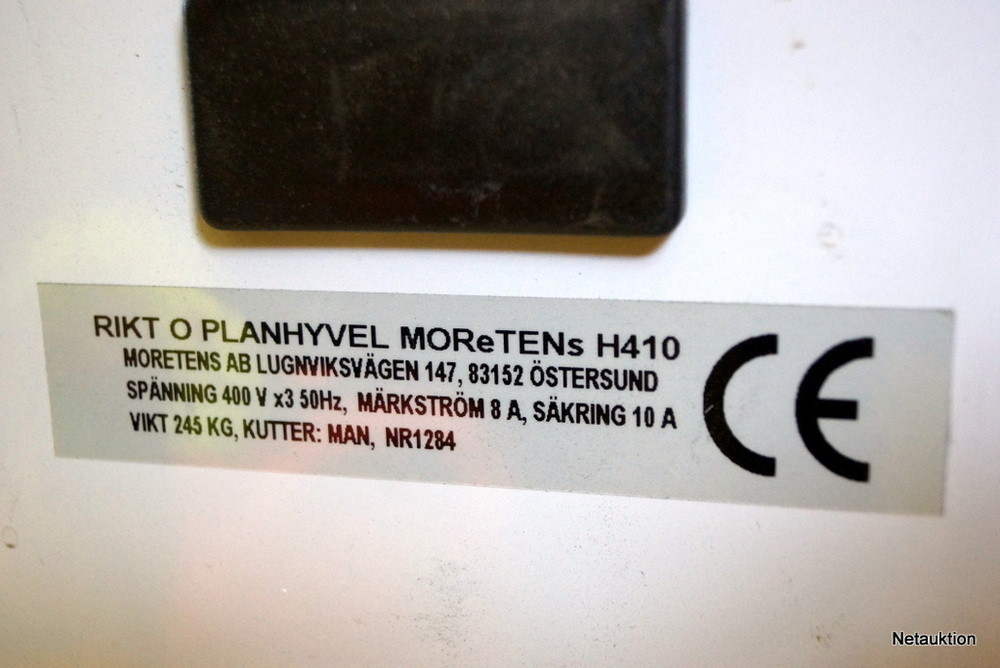 RIKT O PLANHYVEL MOReTENs H410
MORETENS AB LUGNVIKSVÄGEN 147, 83152 ÖSTERSUND
SPÄNNING 400 V x3 50Hz, MÄRKSTRÖM 8 A, SÄKRING 10 A
VIKT 245 KG, KUTTER: MAN, NR1284
CE
Netauktion